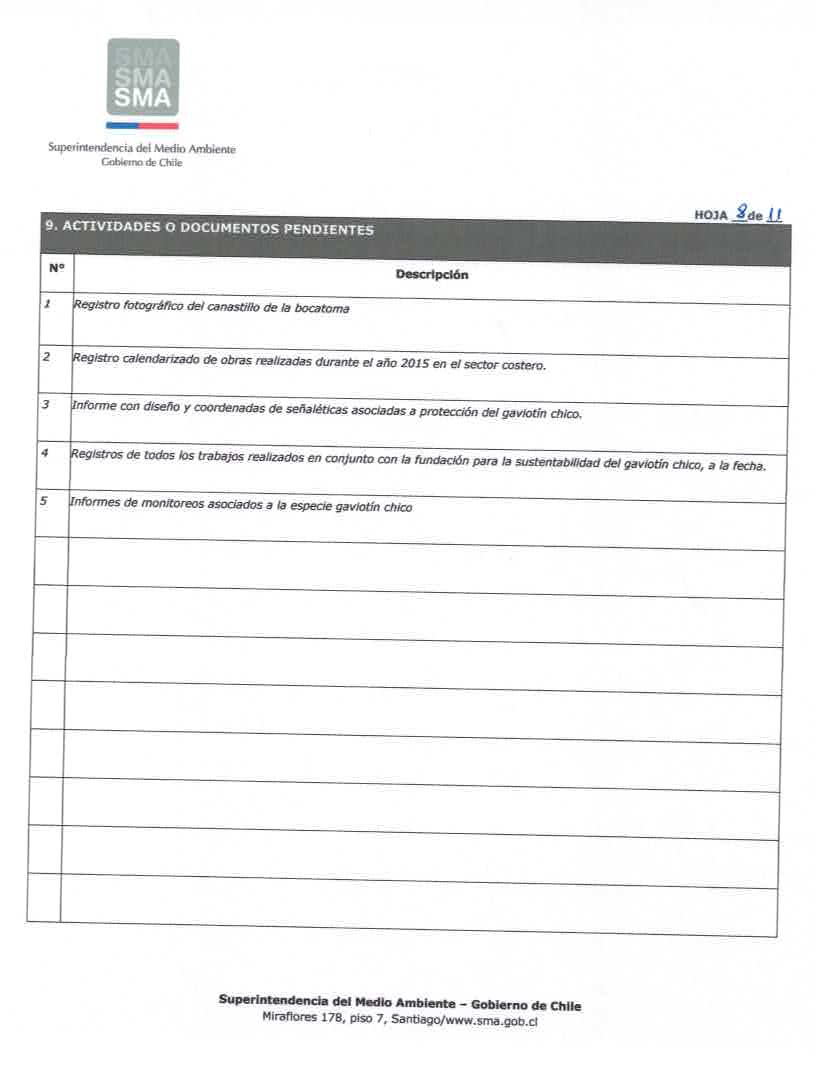 SMA
SMA
SMA
Superintendencia del Medio Ambiente
Gobierno de Chile
HOJA 8 de 11
9. ACTIVIDADES O DOCUMENTOS PENDIENTES
N° Descripción
1 Registro fotográfico del canastillo de la bocatoma
2 Registro calendarizado de obras realizadas durante el año 2015 en el sector costero.
3 Informe con diseño y coordenadas de señaléticas asociadas a protección del gaviotín chico.
4 Registros de todos los trabajos realizados en conjunto con la fundación para la sustentabilidad del gaviotín chico, a la fecha.
5 Informes de monitoreos asociados a la especie gaviotín chico
Superintendencia del Medio Ambiente – Gobierno de Chile
Miraflores 178, piso 7, Santiago/www.sma.gob.cl